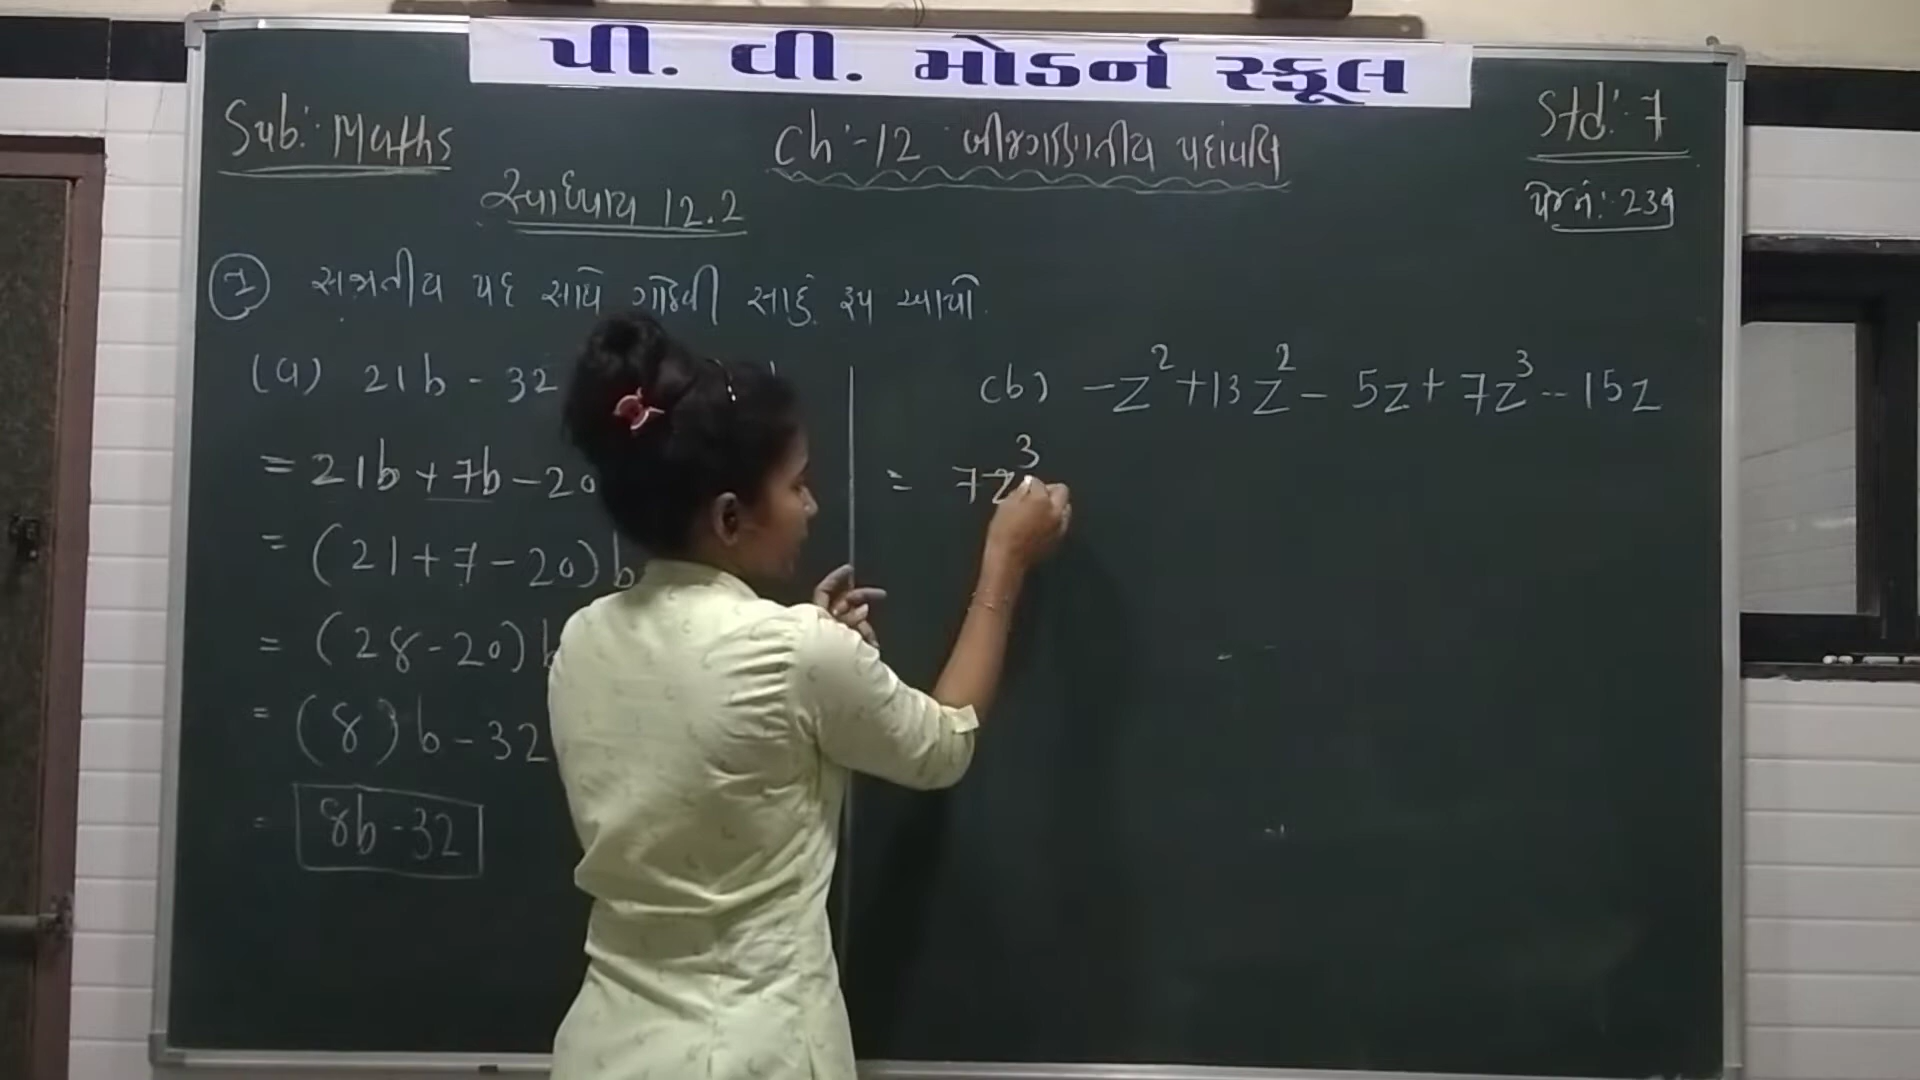 પી. વી. મોડર્ન સ્કૂલ
Sub: Maths
Ch:-12 બીજગાણિતીય પદાવલિ
Std:-7
સ્વાધ્યાય 12.2
પેજ નં: 239
1 સજાતીય પદ સાથે ગોઠવી સાદું રૂપ આપો.
(a) 21b - 32
= 21b + 7b - 20
= (21 + 7 - 20)b
= (28 - 20)b
= (8)b - 32
= 8b - 32
(b) -z² + 13z² - 5z + 7z³ - 15z
= 7z³